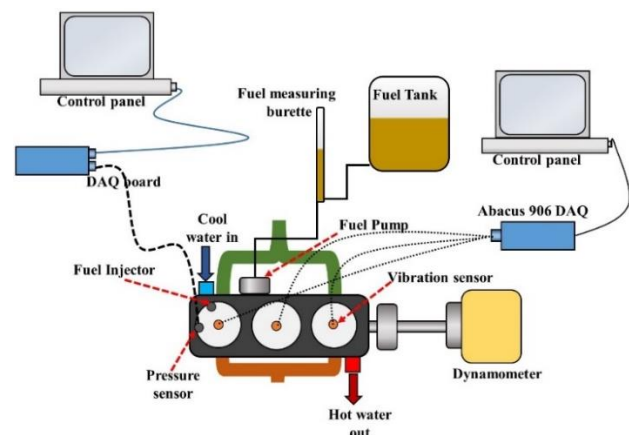 Control panel
Fuel measuring
burette
Fuel Tank
Control panel
DAQ board
Abacus 906 DAQ
Cool
water in
Fuel Pump
Fuel Injector
Vibration sensor
Pressure
sensor
Dynamometer
Hot water
out